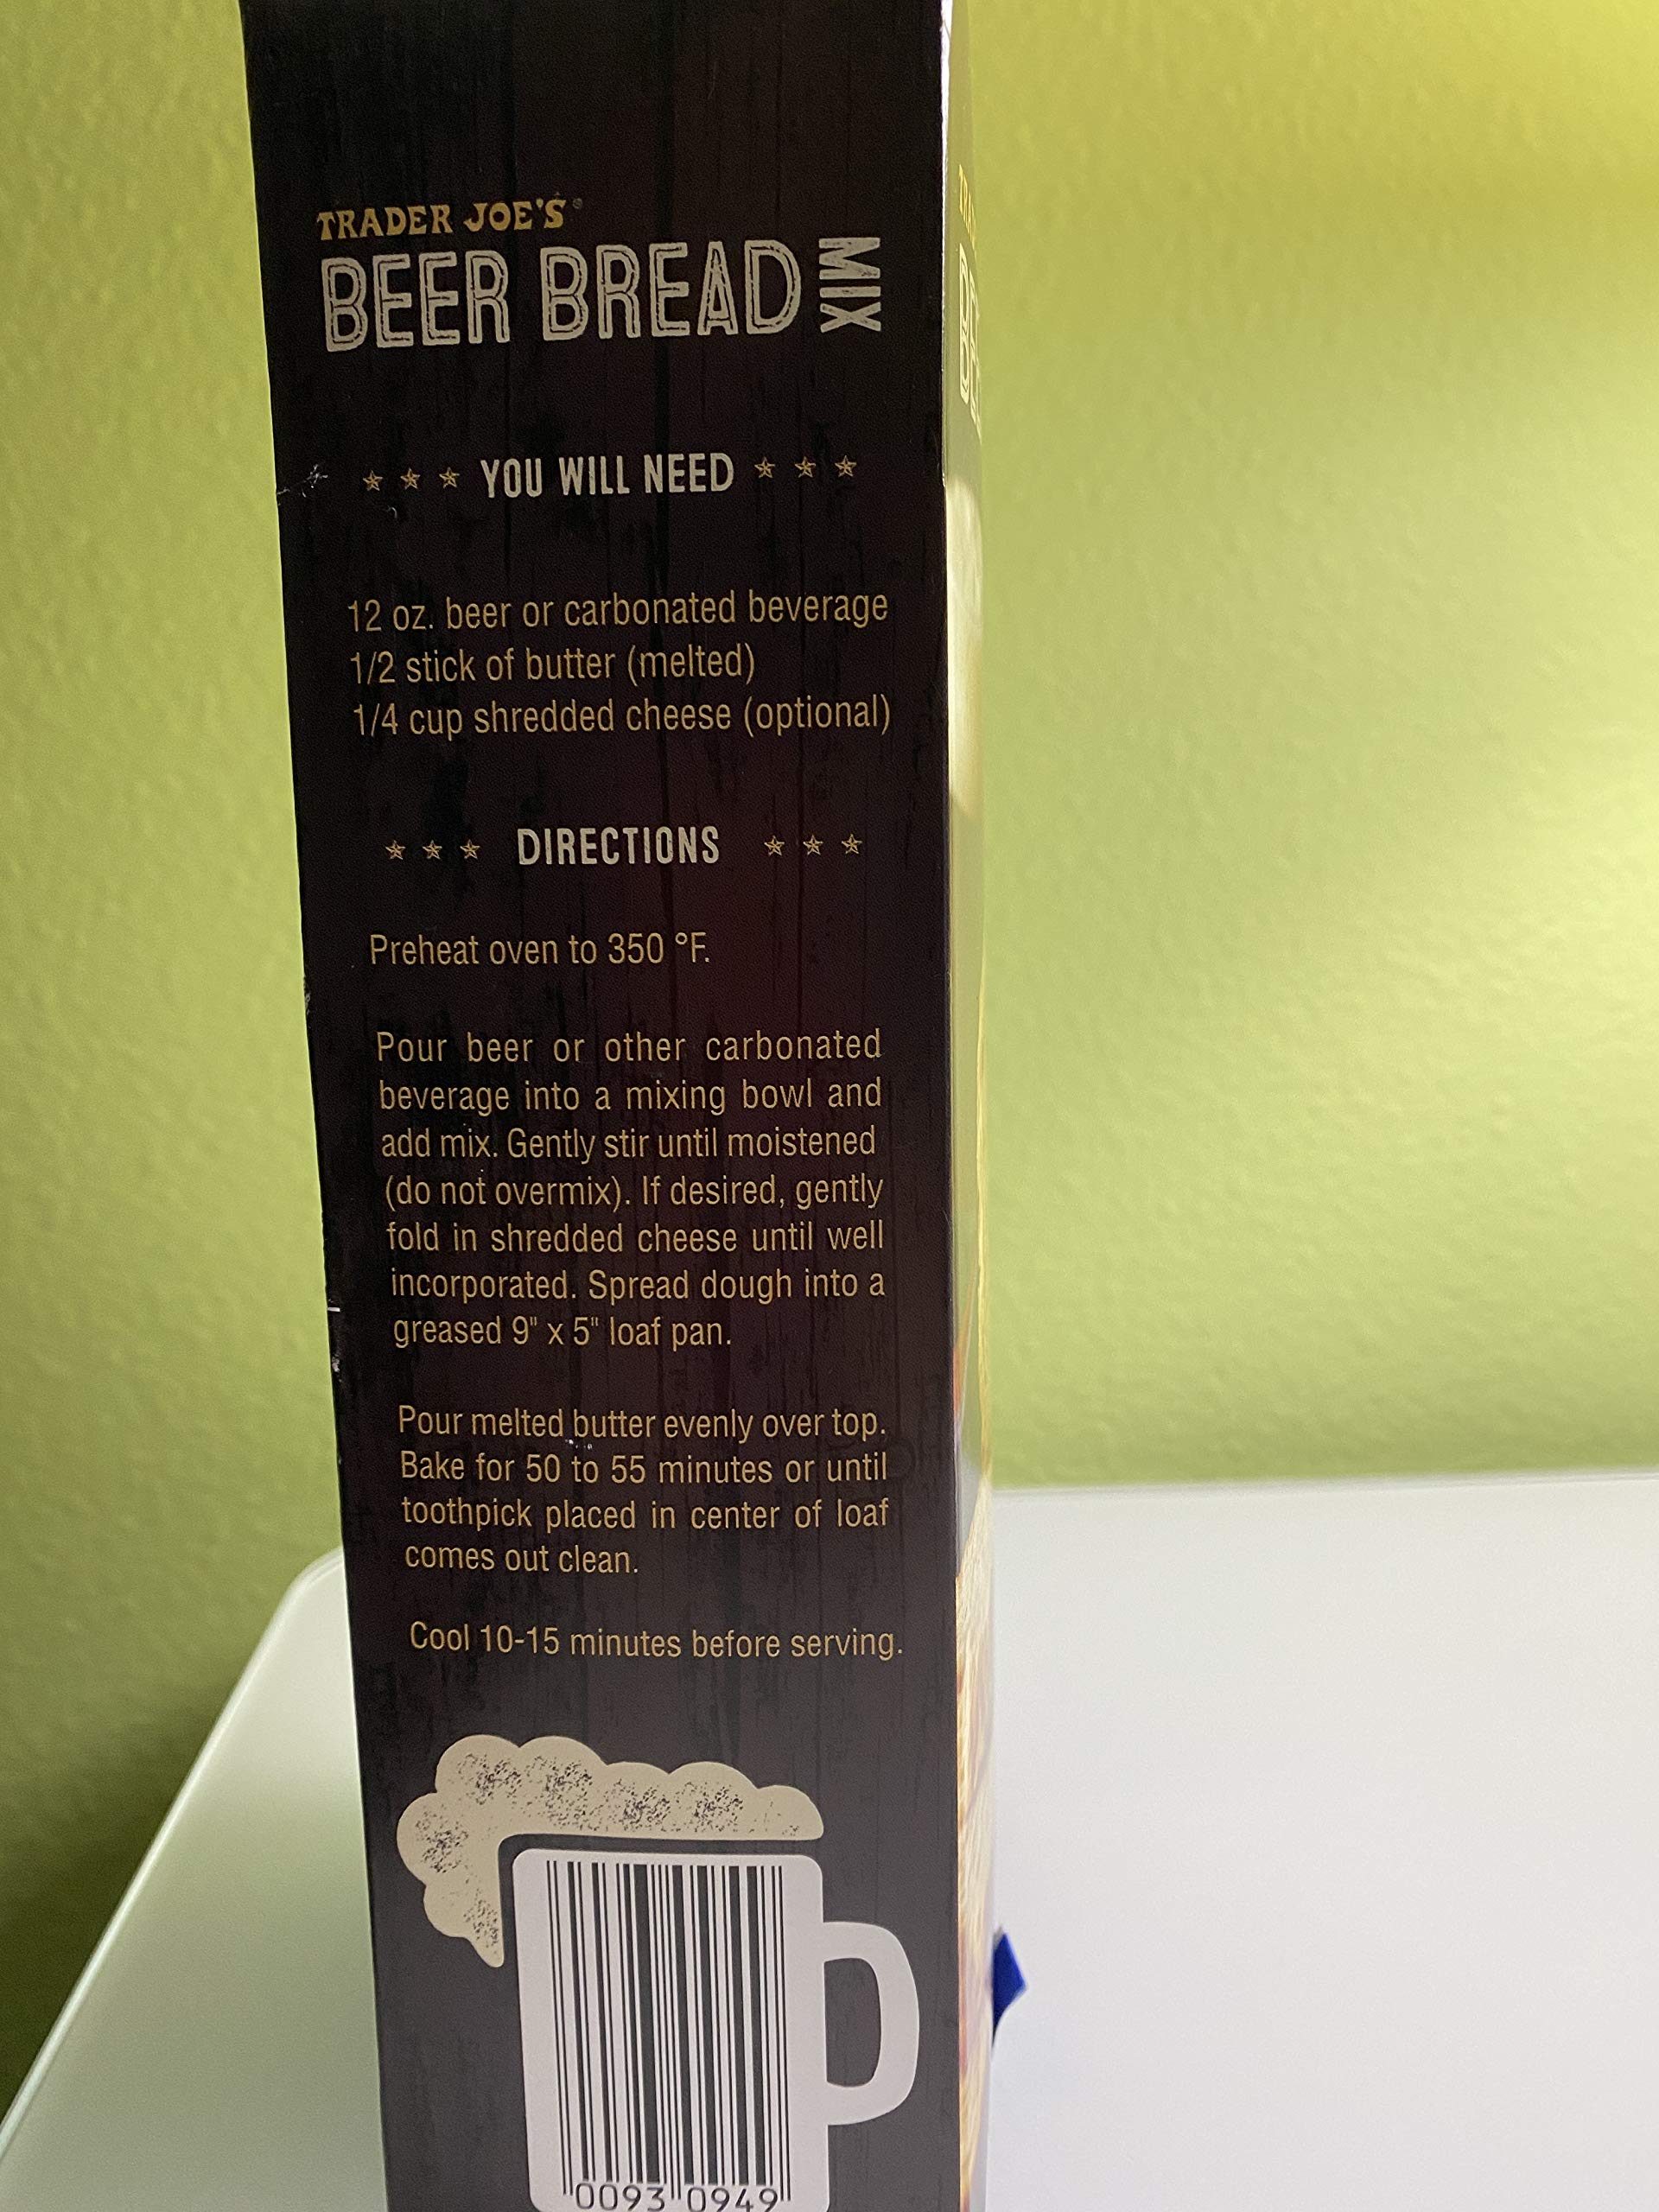 TRADER JOE'S®
BEER BREAD MIX
YOU WILL NEED
12 oz. beer or carbonated beverage
1/2 stick of butter (melted)
1/4 cup shredded cheese (optional)
DIRECTIONS
Preheat oven to 350 °F.
Pour beer or other carbonated
beverage into a mixing bowl and
add mix. Gently stir until moistened
(do not overmix). If desired, gently
fold in shredded cheese until well
incorporated. Spread dough into a
greased 9" x 5" loaf pan.
Pour melted butter evenly over top.
Bake for 50 to 55 minutes or until
toothpick placed in center of loaf
comes out clean.
Cool 10-15 minutes before serving.
0093 0949